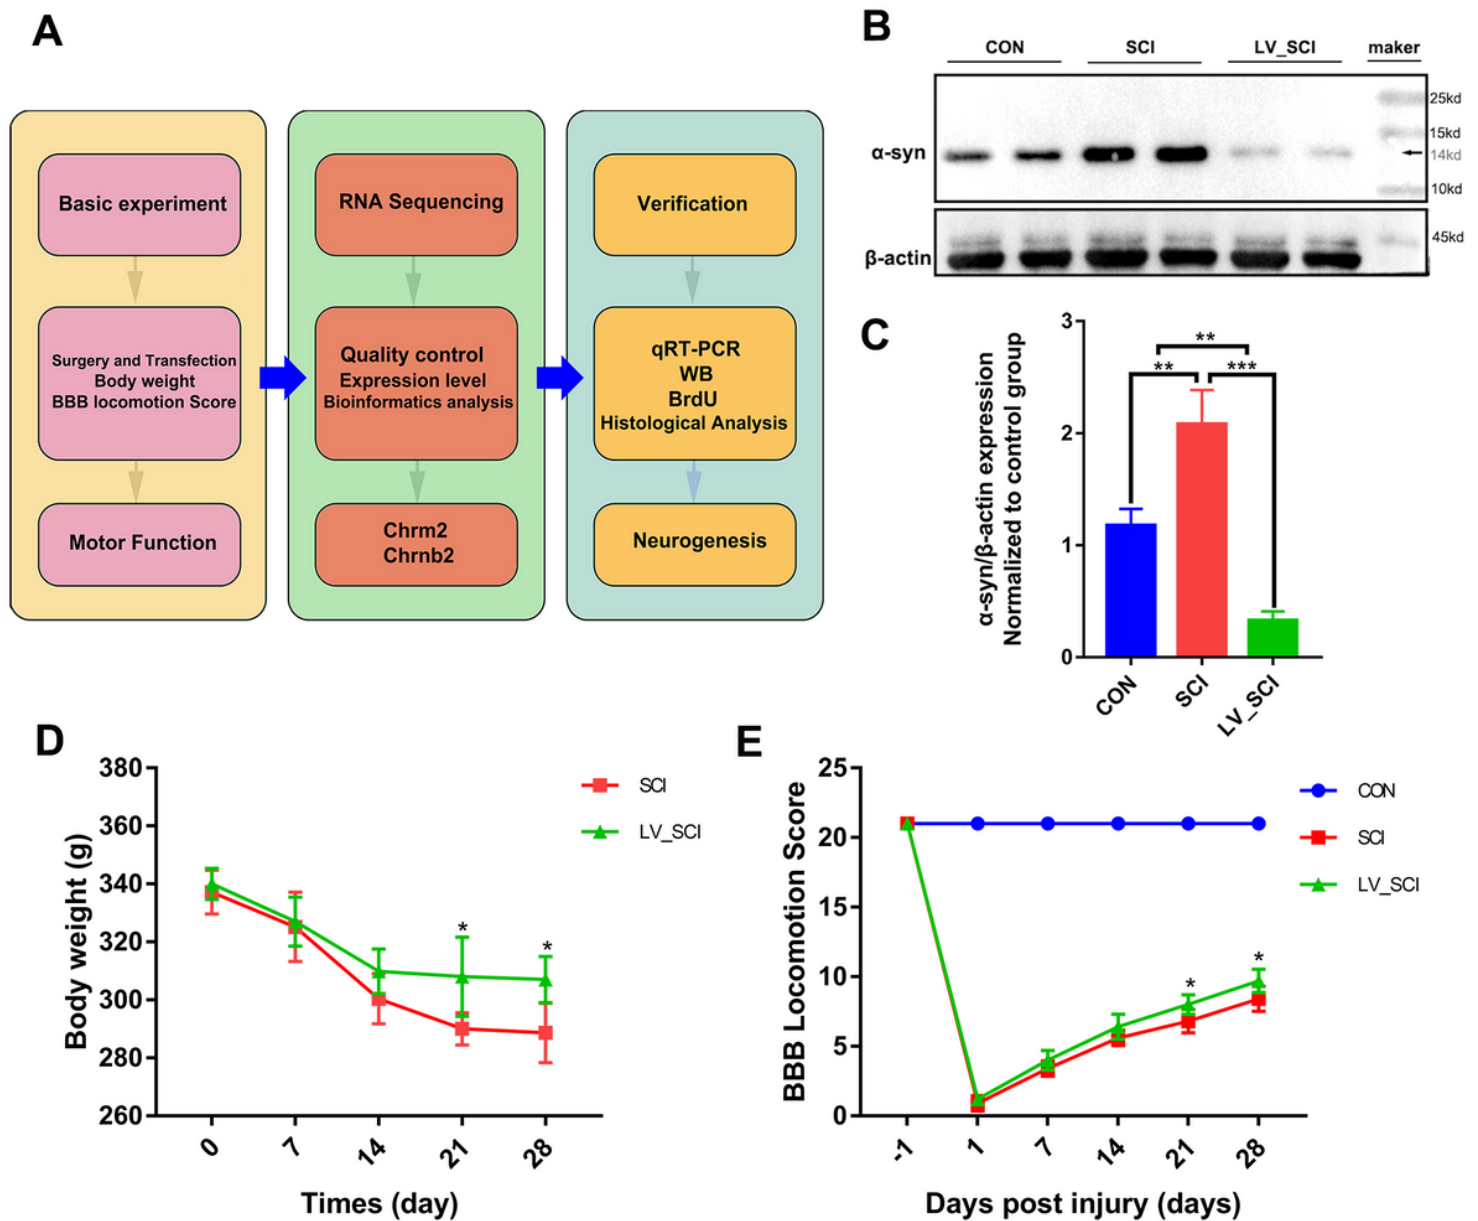 A
Basic experiment
Surgery and Transfection
Body weight
BBB locomotion Score
Motor Function
RNA Sequencing
Quality control
Expression level
Bioinformatics analysis
Chrm2
Chrnb2
Verification
qRT-PCR
WB
BrdU
Histological Analysis
Neurogenesis
B
CON SCI LV_SCI maker
α-syn
25kd
15kd
14kd
10kd
β-actin
45kd
C
α-syn/β-actin expression
Normalized to control group
3
2
1
0
**
** ***
CON SCI LV_SCI
D
Body weight (g)
380
360
340
320
300
280
260
SCI
LV_SCI
* *
0 7 14 21 28
Times (day)
E
BBB Locomotion Score
25
20
15
10
5
0
CON
SCI
LV_SCI
* *
-1 1 7 14 21 28
Days post injury (days)